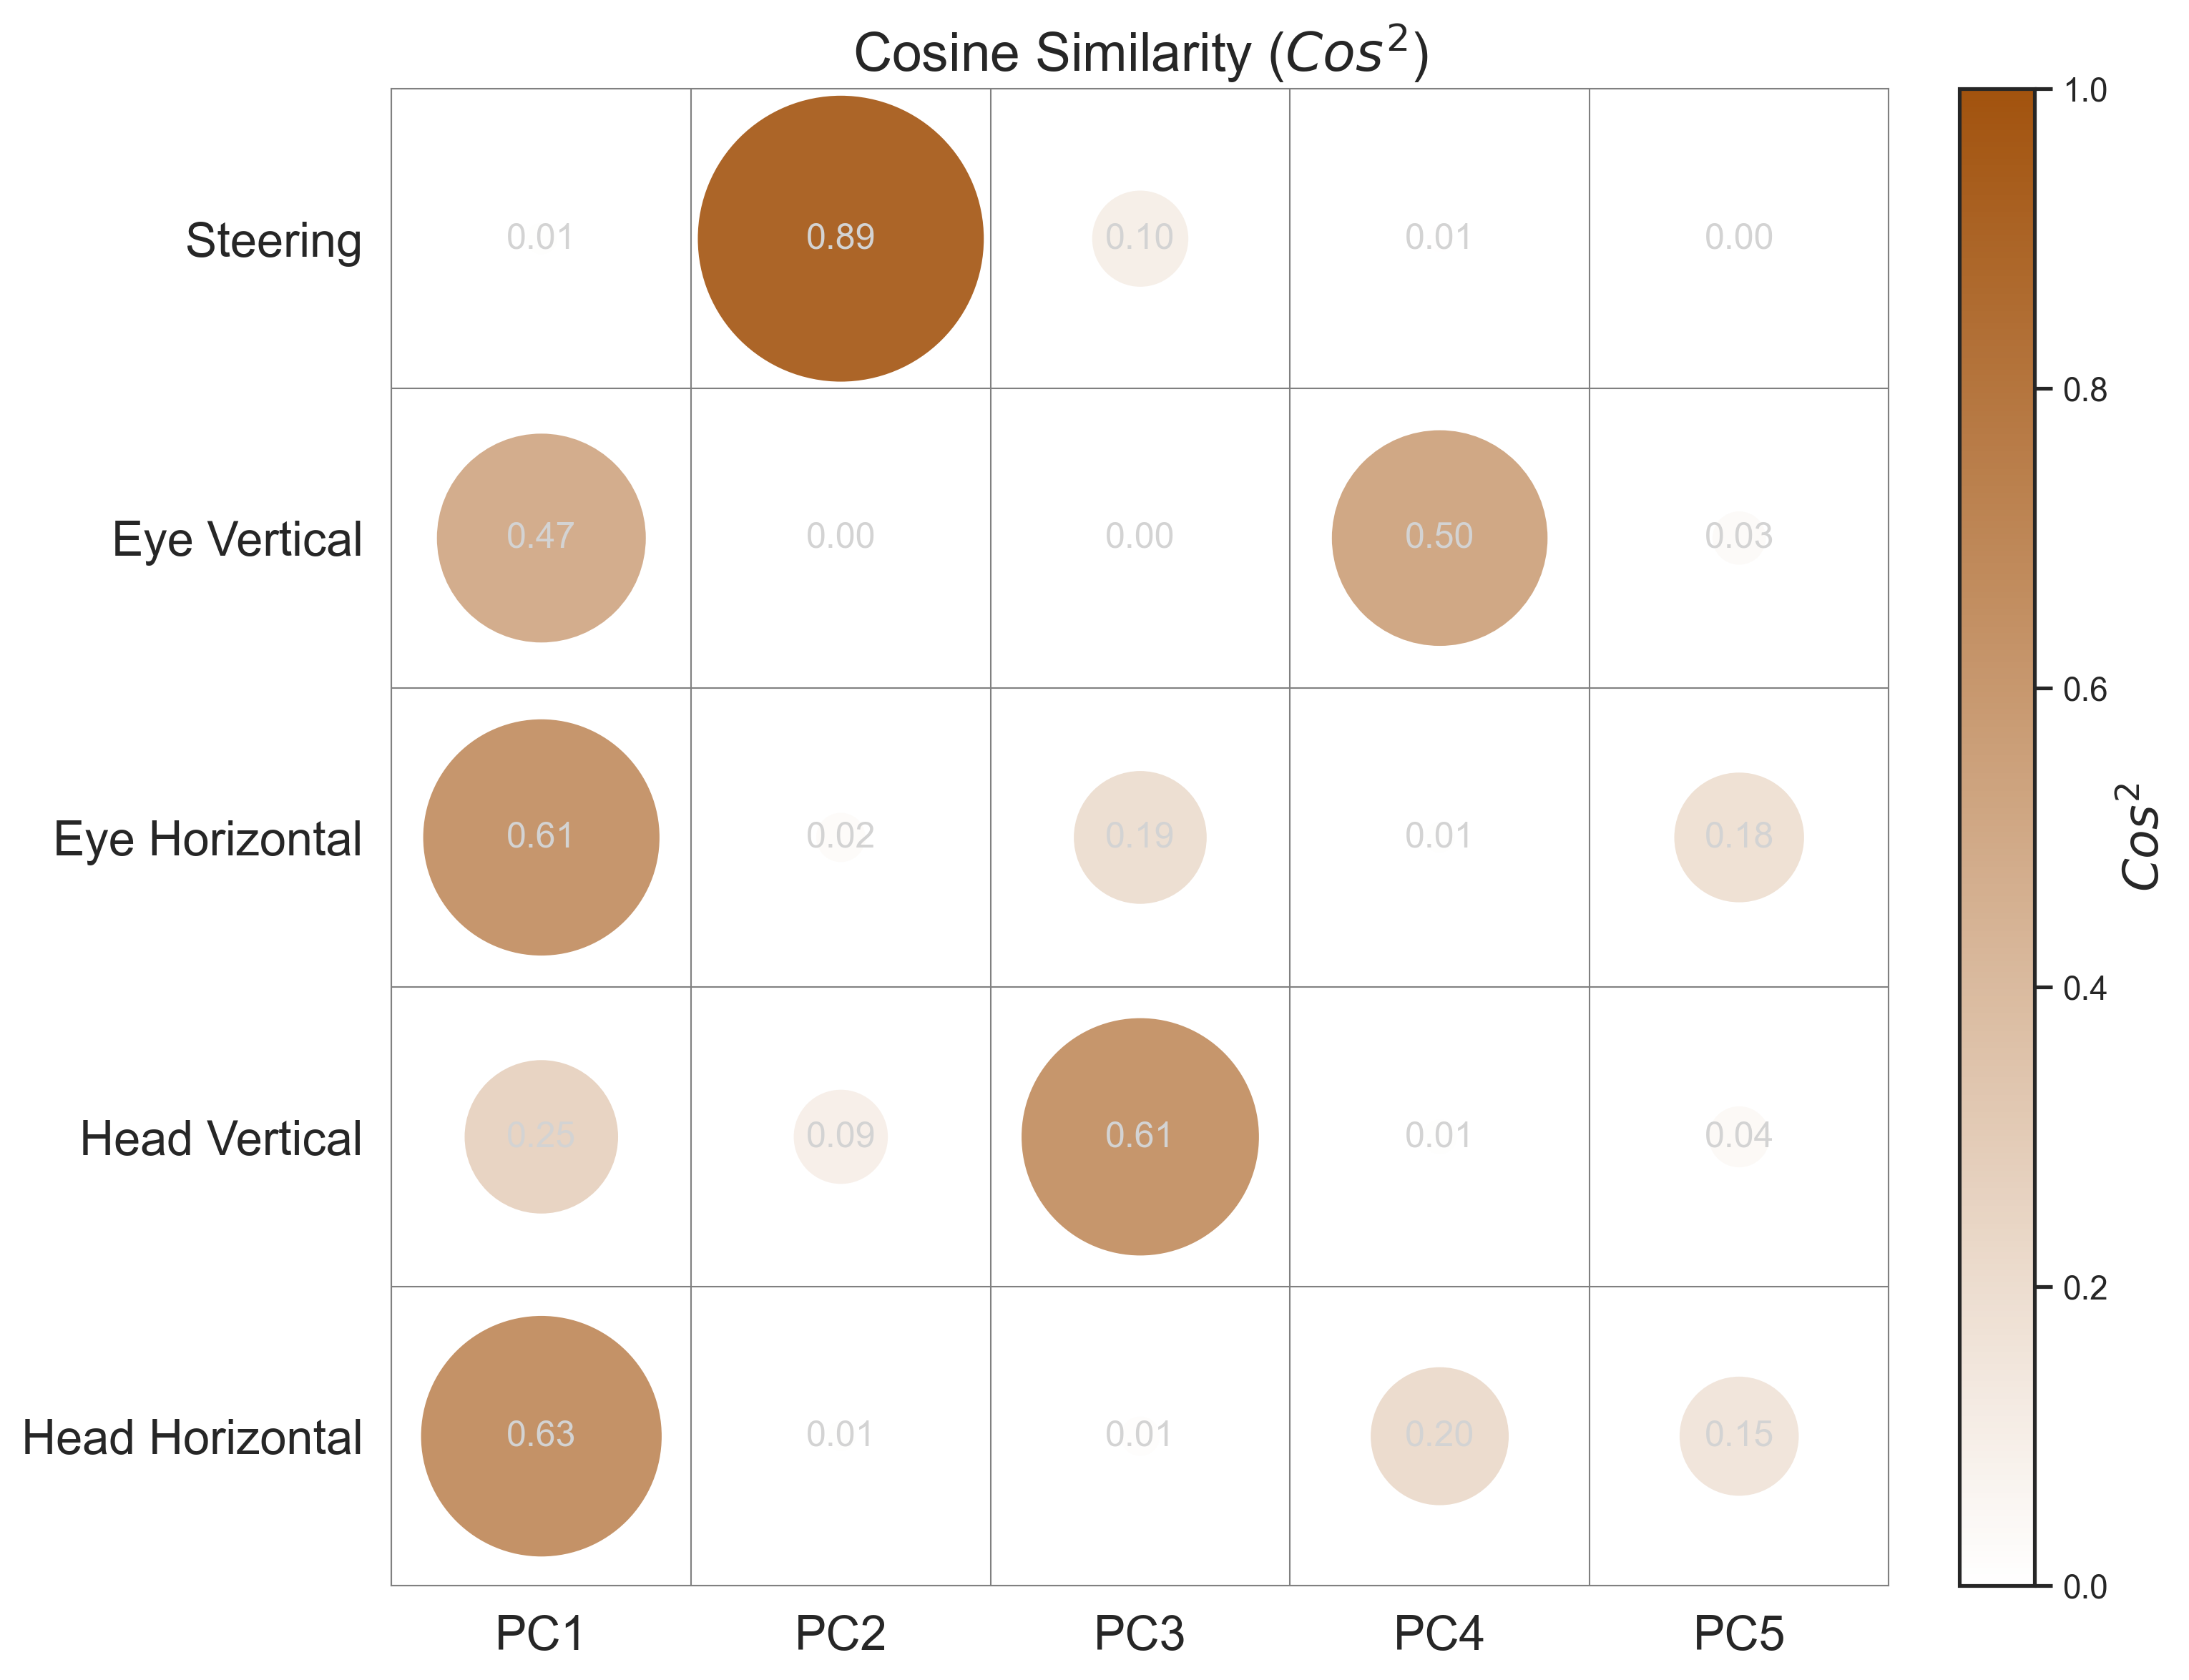 Cosine Similarity (Cos²)
Steering 0.01 0.89 0.10 0.01 0.00
Eye Vertical 0.47 0.00 0.00 0.50 0.03
Eye Horizontal 0.61 0.02 0.19 0.01 0.18
Head Vertical 0.25 0.09 0.61 0.01 0.04
Head Horizontal 0.63 0.01 0.01 0.20 0.15
PC1 PC2 PC3 PC4 PC5
1.0
0.8
0.6
0.4
0.2
0.0
Cos²